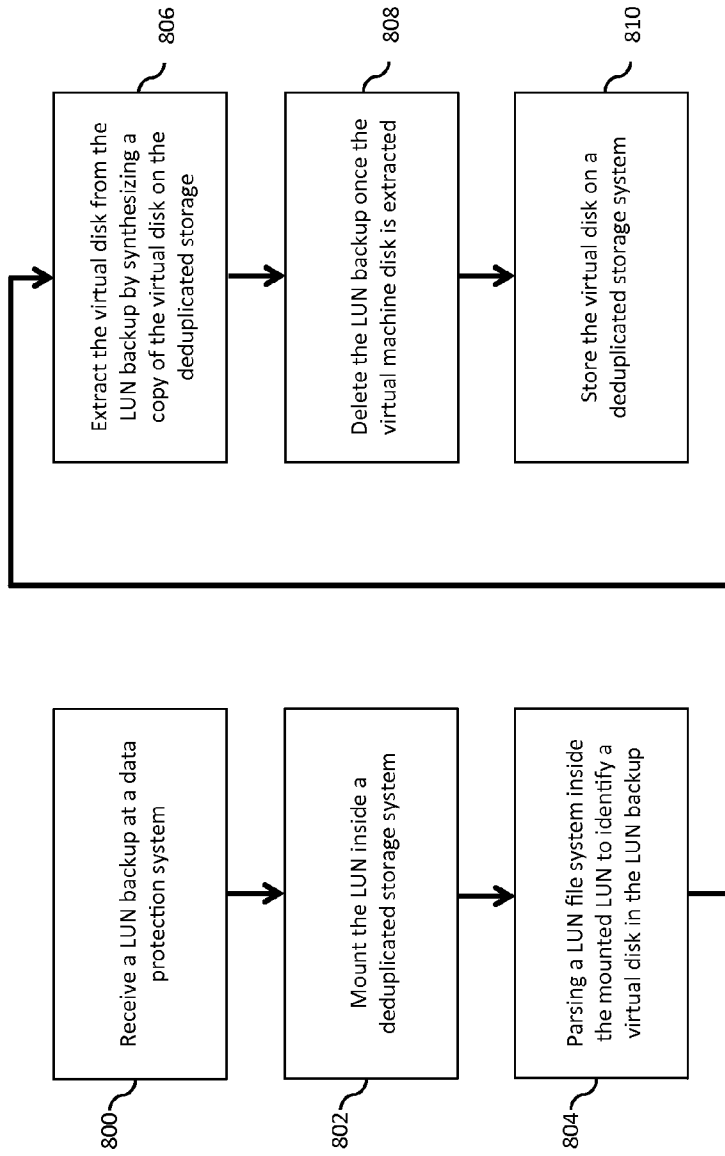 800
Receive a LUN backup at a data
protection system
802
Mount the LUN inside a
deduplicated storage system
804
Parsing a LUN file system inside
the mounted LUN to identify a
virtual disk in the LUN backup
Extract the virtual disk from the
LUN backup by synthesizing a
copy of the virtual disk on the
deduplicated storage
806
Delete the LUN backup once the
virtual machine disk is extracted
808
Store the virtual disk on a
deduplicated storage system
810